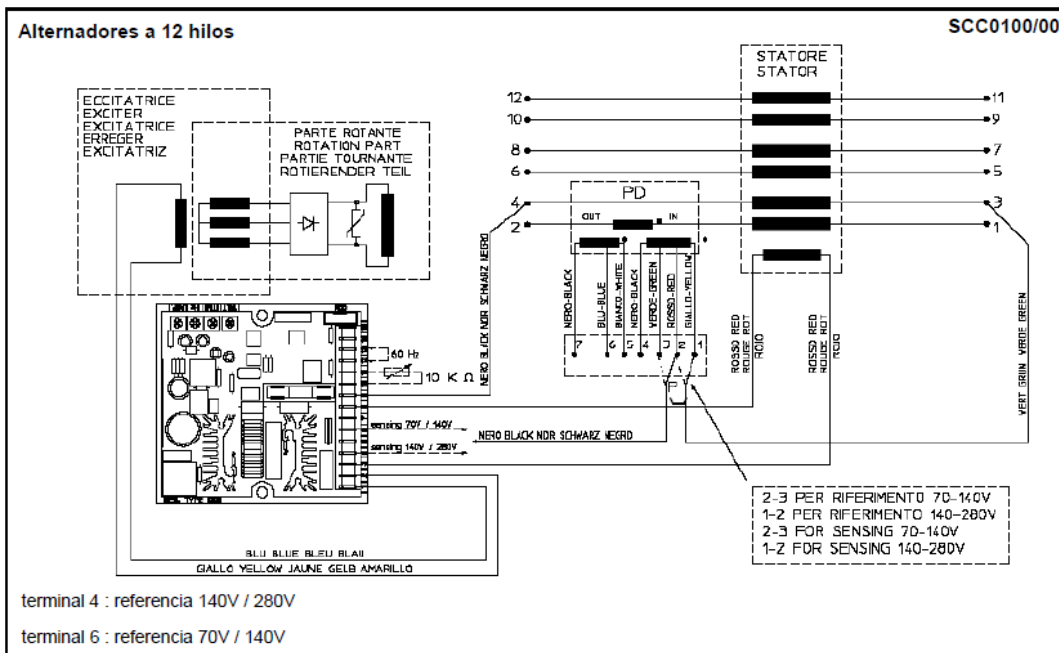 Alternadores a 12 hilos
SCC0100/00
STATORE
STATOR
ECCITATRICE
EXCITER
EXCITATRICE
ERREGER
EXCITATRIZ
PARTE ROTANTE
ROTATION PART
PARTIE TOURNANTE
ROTIERENDER TEIL
12
11
10
9
8
7
6
5
4
3
2
1
PD
OUT
IN
NERO-BLACK
BLU-BLUE
BIANCO-WHITE
NERO-BLACK
VERDE-GREEN
ROSSO-RED
GIALLO-YELLOW
7
6
5
4
3
2
1
NERO BLACK NOIR SCHWARZ NEGRO
ROSSO RED
ROUGE ROT
ROJO
ROSSO RED
ROUGE ROT
ROJO
VERT GRÜN VERDE GREEN
60 Hz
10 K Ω
sensing 70V / 140V
sensing 140V / 280V
NERO BLACK NOIR SCHWARZ NEGRO
2-3 PER RIFERIMENTO 70-140V
1-2 PER RIFERIMENTO 140-280V
2-3 FOR SENSING 70-140V
1-2 FOR SENSING 140-280V
BLU BLUE BLEU BLAU
GIALLO YELLOW JAUNE GELB AMARILLO
terminal 4 : referencia 140V / 280V
terminal 6 : referencia 70V / 140V